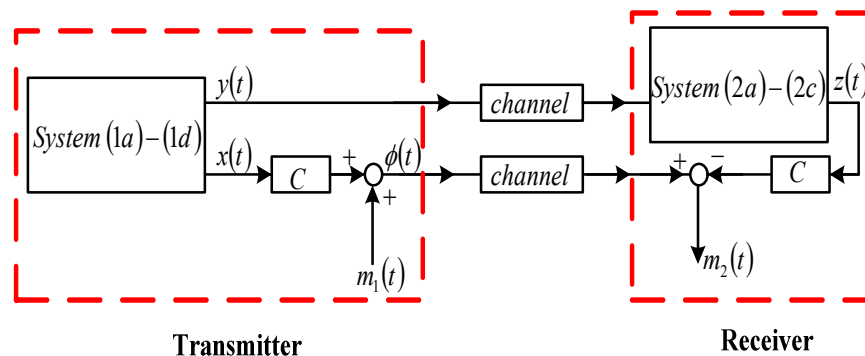 y(t)
System (1a) – (1d)
x(t)
C
+
ϕ(t)
+
m₁(t)
channel
channel
System (2a) – (2c)
z(t)
+
−
C
m₂(t)
Transmitter
Receiver